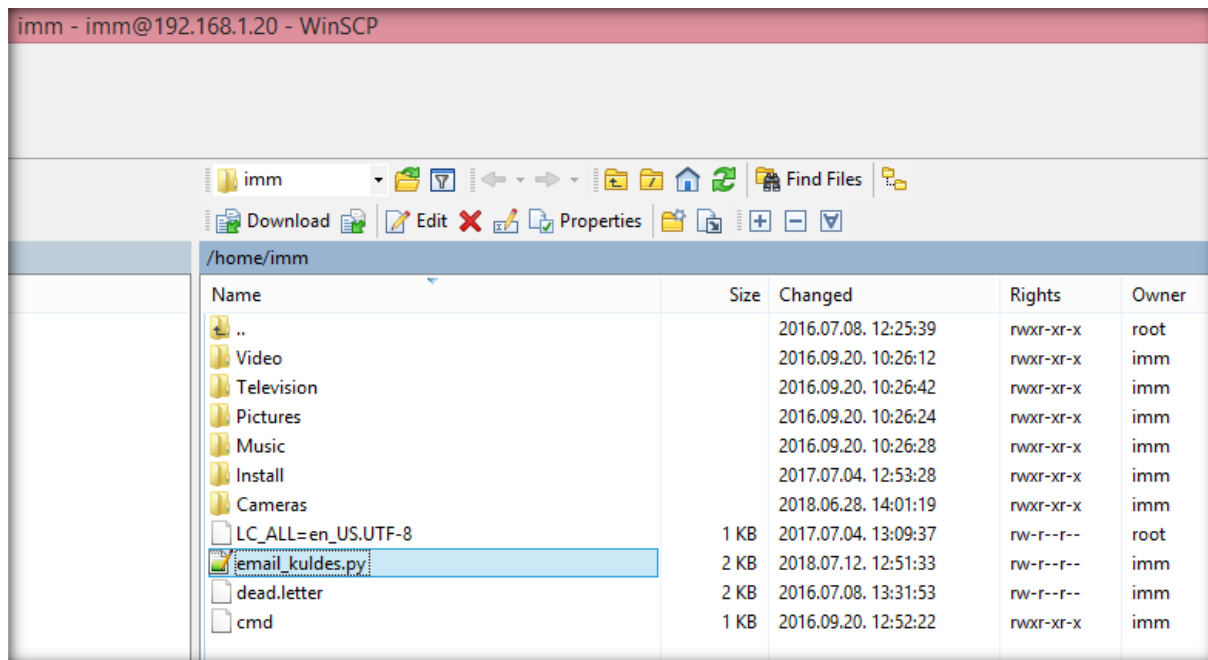 imm - imm@192.168.1.20 - WinSCP
imm Find Files
Download Edit Properties
/home/imm
Name Size Changed Rights Owner
.. 2016.07.08. 12:25:39 rwxr-xr-x root
Video 2016.09.20. 10:26:12 rwxr-xr-x imm
Television 2016.09.20. 10:26:42 rwxr-xr-x imm
Pictures 2016.09.20. 10:26:24 rwxr-xr-x imm
Music 2016.09.20. 10:26:28 rwxr-xr-x imm
Install 2017.07.04. 12:53:28 rwxr-xr-x imm
Cameras 2018.06.28. 14:01:19 rwxr-xr-x imm
LC_ALL=en_US.UTF-8 1 KB 2017.07.04. 13:09:37 rw-r--r-- root
email_kuldes.py 2 KB 2018.07.12. 12:51:33 rw-r--r-- imm
dead.letter 2 KB 2016.07.08. 13:31:53 rw-r--r-- imm
cmd 1 KB 2016.09.20. 12:52:22 rwxr-xr-x imm